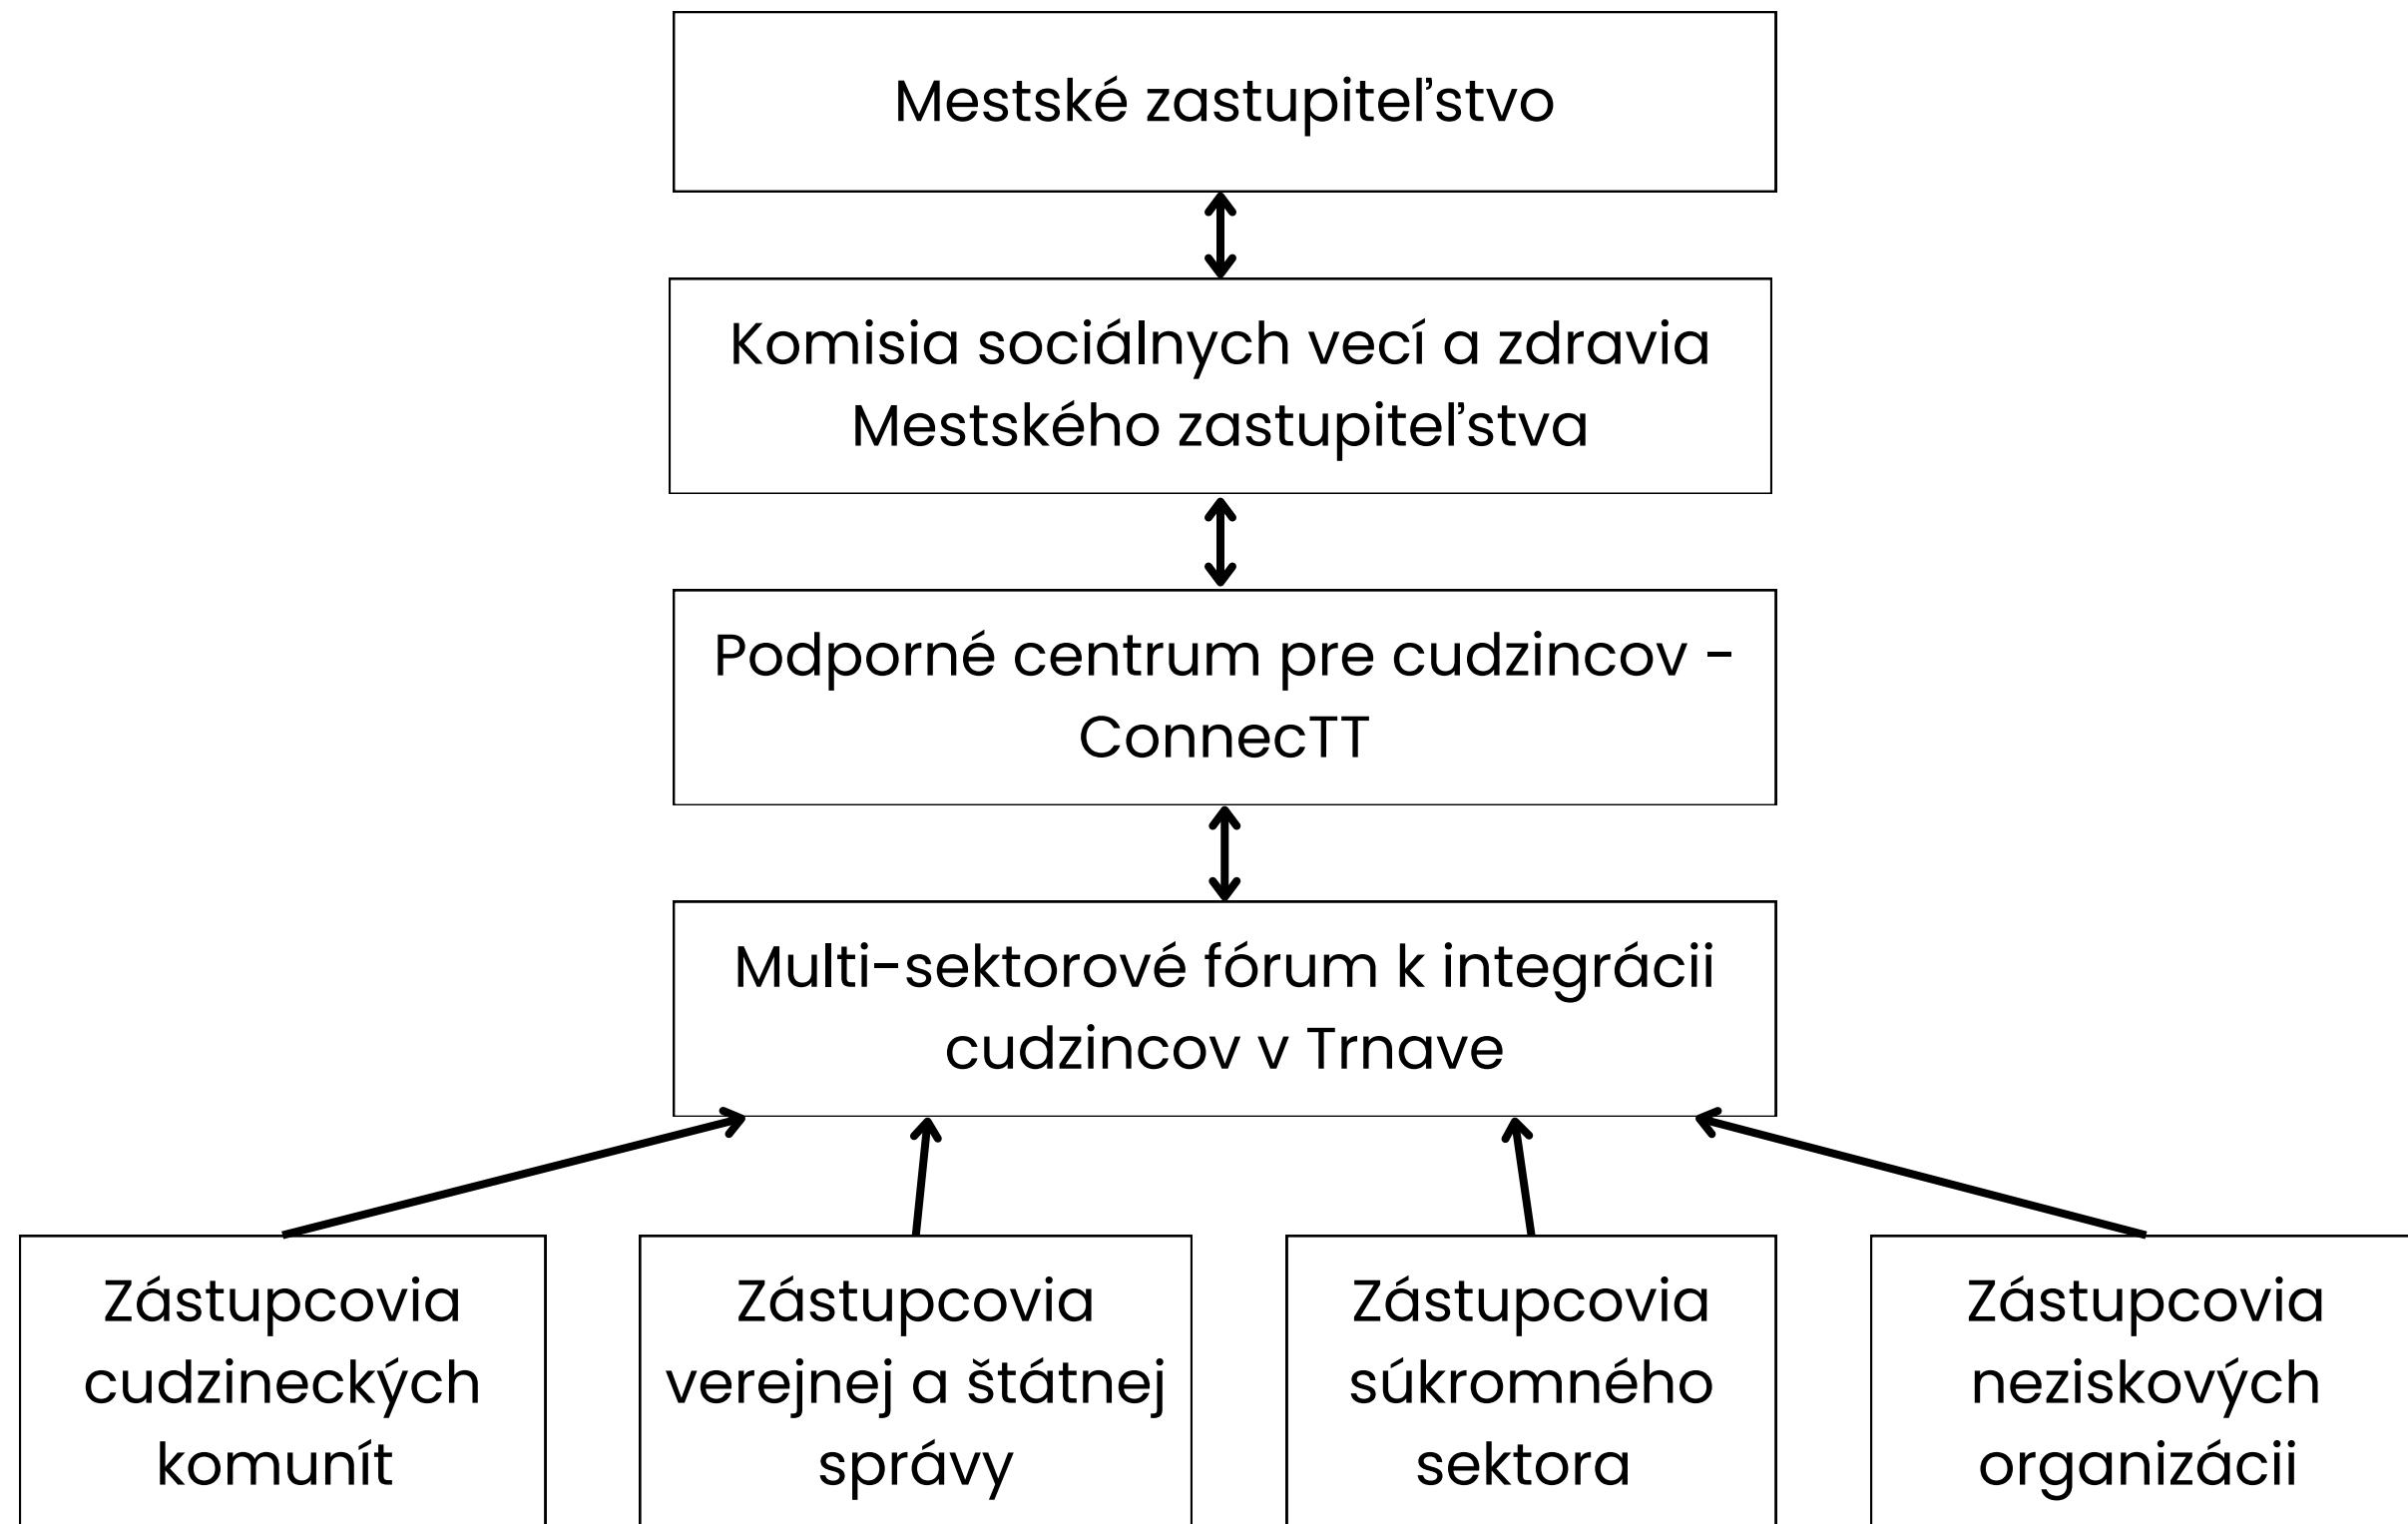 Mestské zastupiteľstvo
Komisia sociálnych vecí a zdravia
Mestského zastupiteľstva
Podporné centrum pre cudzincov -
ConnecTT
Multi-sektorové fórum k integrácii
cudzincov v Trnave
Zástupcovia
cudzineckých
komunít
Zástupcovia
verejnej a štátnej
správy
Zástupcovia
súkromného
sektora
Zástupcovia
neziskových
organizácii